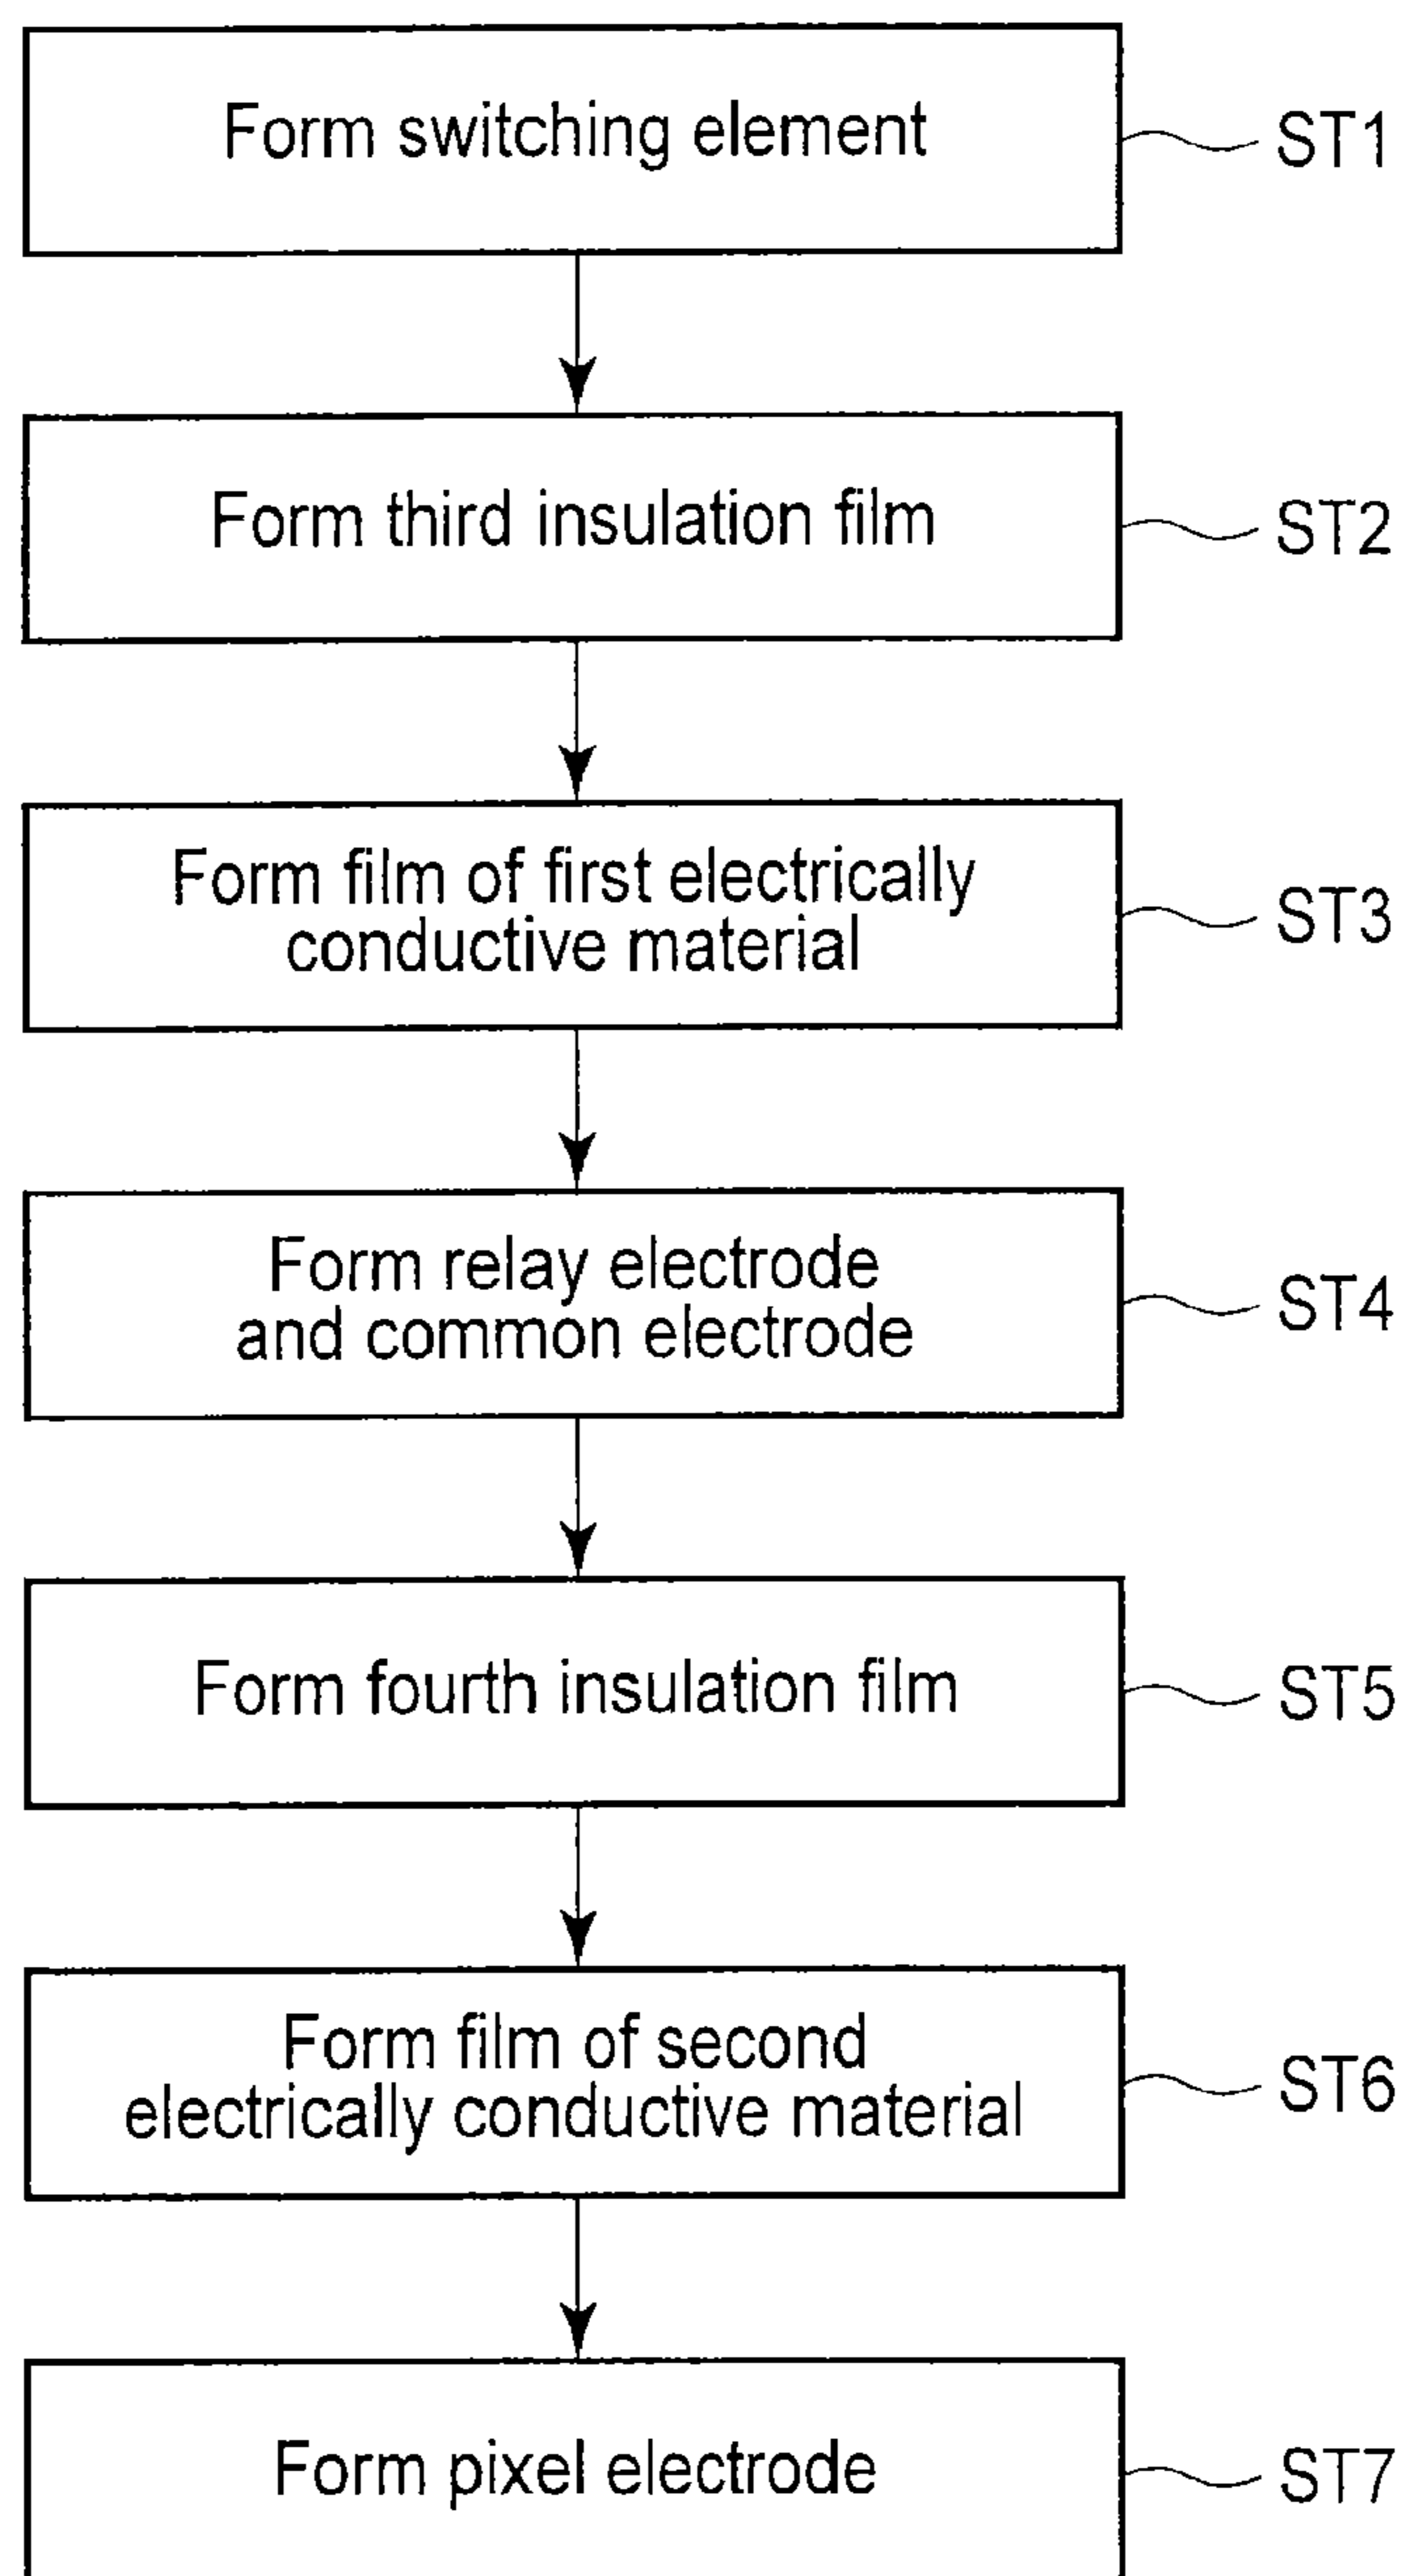 Form switching element
ST1
Form third insulation film
ST2
Form film of first electrically
conductive material
ST3
Form relay electrode
and common electrode
ST4
Form fourth insulation film
ST5
Form film of second
electrically conductive material
ST6
Form pixel electrode
ST7